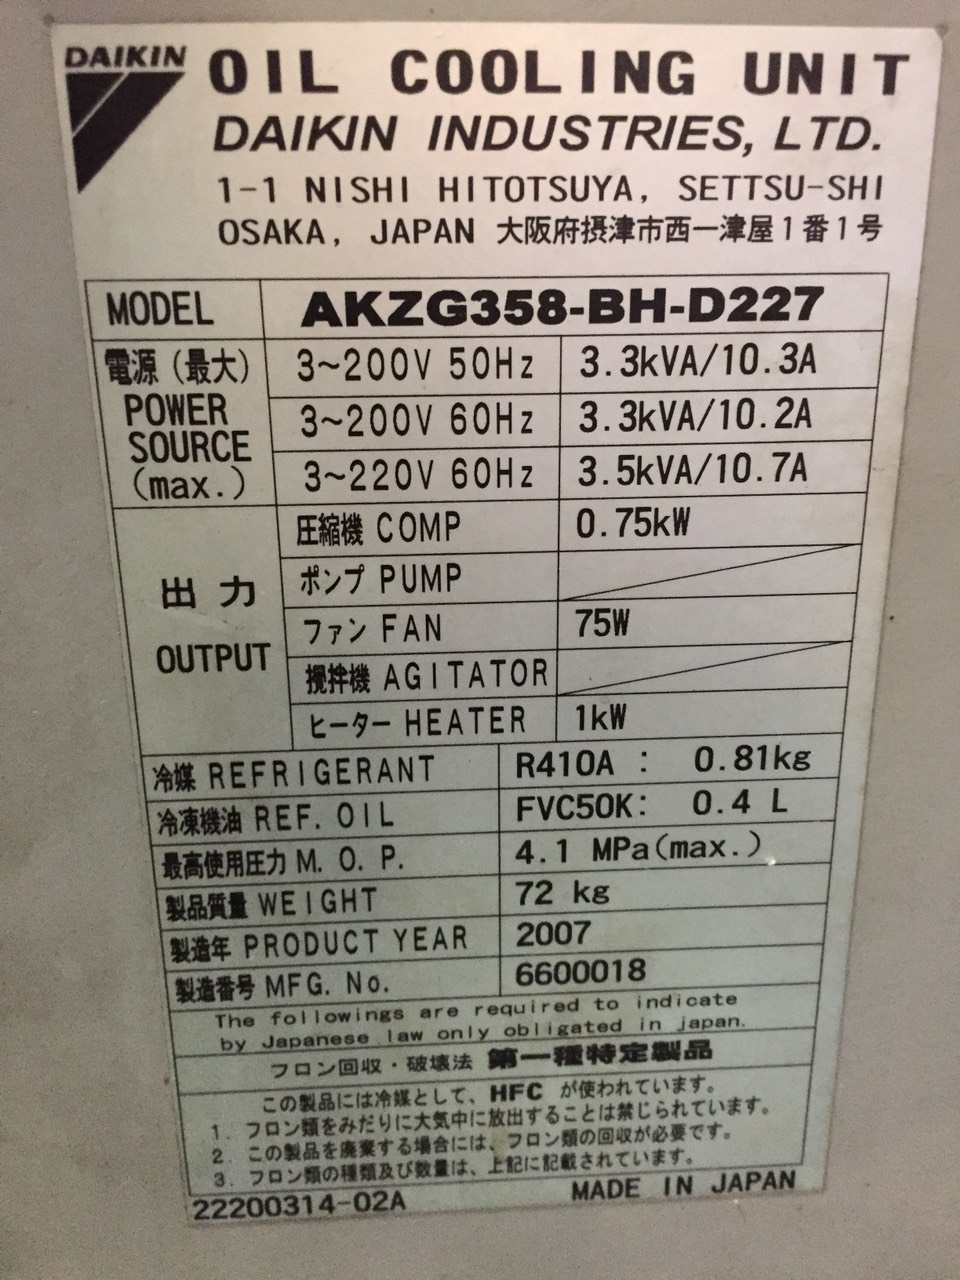 DAIKIN
OIL COOLING UNIT
DAIKIN INDUSTRIES, LTD.
1-1 NISHI HITOTSUYA, SETTSU-SHI
OSAKA, JAPAN 大阪府摂津市西一津屋1番1号
MODEL AKZG358-BH-D227
電源(最大) POWER SOURCE (max.)
3~200V 50Hz 3.3kVA/10.3A
3~200V 60Hz 3.3kVA/10.2A
3~220V 60Hz 3.5kVA/10.7A
出力 OUTPUT
圧縮機 COMP 0.75kW
ポンプ PUMP
ファン FAN 75W
攪拌機 AGITATOR
ヒーター HEATER 1kW
冷媒 REFRIGERANT R410A : 0.81kg
冷凍機油 REF. OIL FVC50K: 0.4 L
最高使用圧力 M. O. P. 4.1 MPa(max.)
製品質量 WEIGHT 72 kg
製造年 PRODUCT YEAR 2007
製造番号 MFG. No. 6600018
The followings are required to indicate
by Japanese law only obligated in japan.
フロン回収・破壊法 第一種特定製品
この製品には冷媒として、HFC が使われています。
1. フロン類をみだりに大気中に放出することは禁じられています。
2. この製品を廃棄する場合には、フロン類の回収が必要です。
3. フロン類の種類及び数量は、上記に記載されています。
22200314-02A MADE IN JAPAN